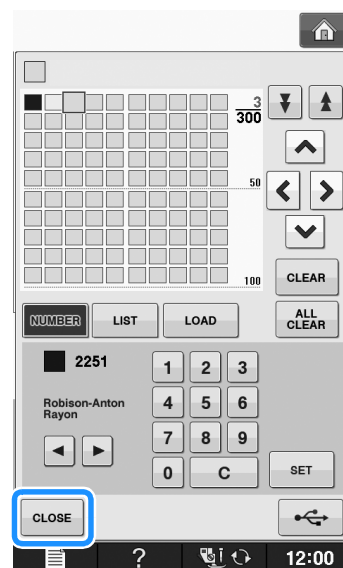 3
300
50
100
CLEAR
NUMBER LIST LOAD ALL CLEAR
2251
Robison-Anton
Rayon
1 2 3
4 5 6
7 8 9
0 C SET
CLOSE
? 12:00